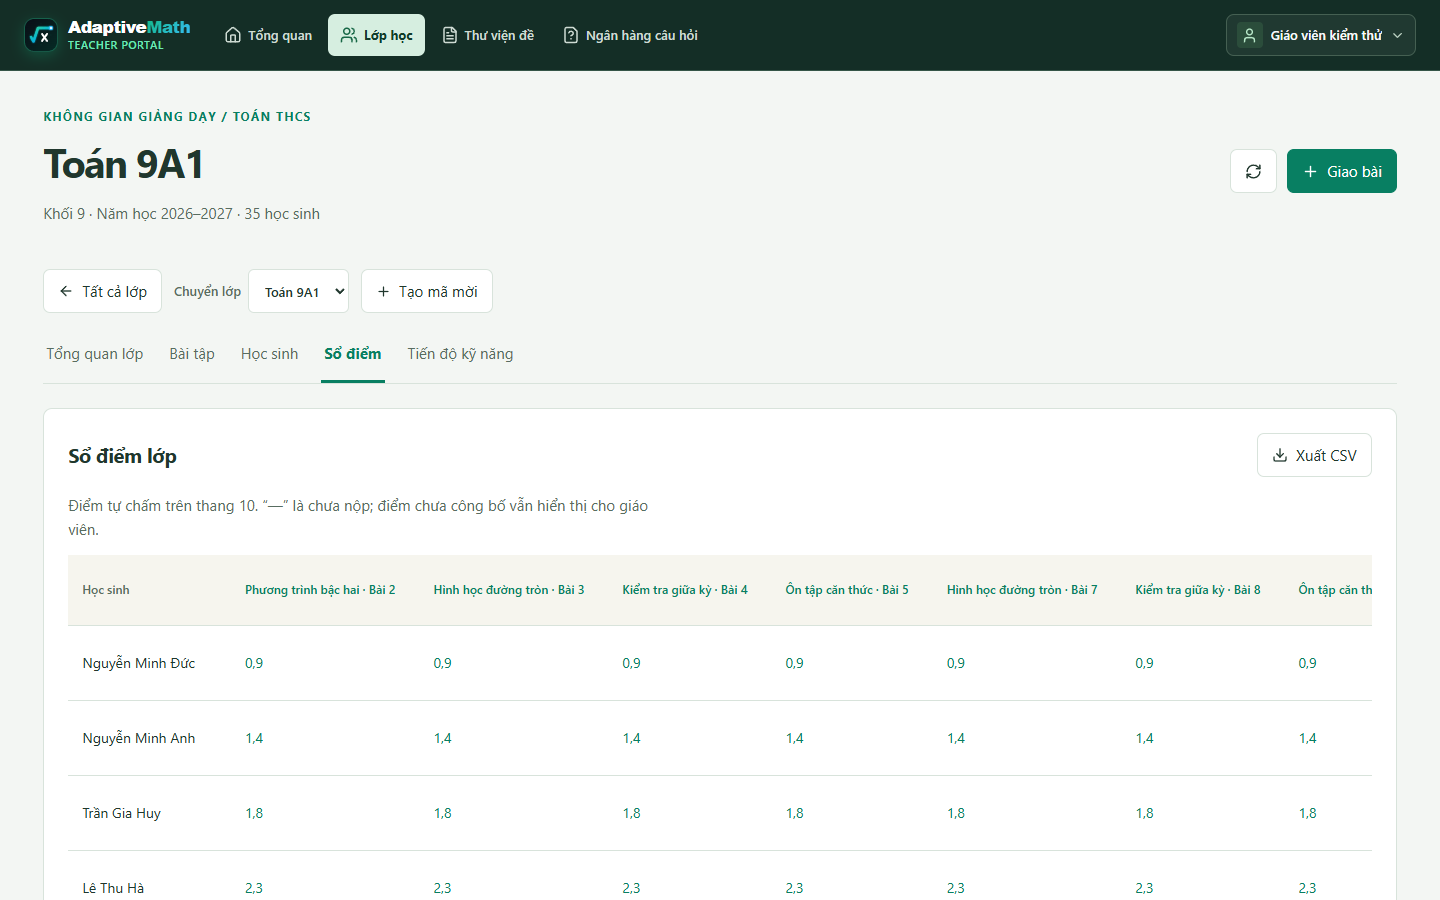 AdaptiveMath
TEACHER PORTAL
Tổng quan
Lớp học
Thư viện đề
Ngân hàng câu hỏi
Giáo viên kiểm thử
KHÔNG GIAN GIẢNG DẠY / TOÁN THCS
Toán 9A1
Khối 9 · Năm học 2026–2027 · 35 học sinh
Giao bài
Tất cả lớp
Chuyển lớp
Toán 9A1
Tạo mã mời
Tổng quan lớp
Bài tập
Học sinh
Sổ điểm
Tiến độ kỹ năng
Sổ điểm lớp
Xuất CSV
Điểm tự chấm trên thang 10. “—” là chưa nộp; điểm chưa công bố vẫn hiển thị cho giáo
viên.
Học sinh Phương trình bậc hai · Bài 2 Hình học đường tròn · Bài 3 Kiểm tra giữa kỳ · Bài 4 Ôn tập căn thức · Bài 5 Hình học đường tròn · Bài 7 Kiểm tra giữa kỳ · Bài 8 Ôn tập căn th
Nguyễn Minh Đức 0,9 0,9 0,9 0,9 0,9 0,9 0,9
Nguyễn Minh Anh 1,4 1,4 1,4 1,4 1,4 1,4 1,4
Trần Gia Huy 1,8 1,8 1,8 1,8 1,8 1,8 1,8
Lê Thu Hà 2,3 2,3 2,3 2,3 2,3 2,3 2,3